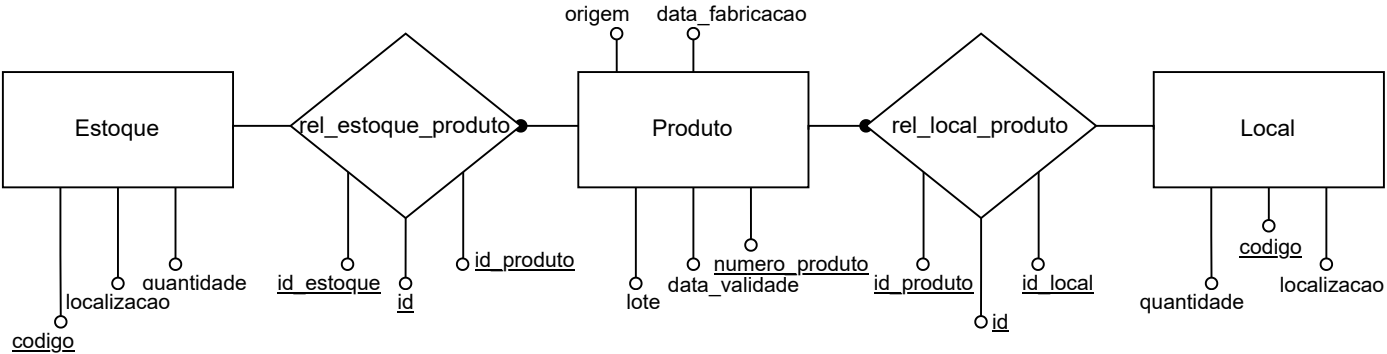 origem
data_fabricacao
Estoque
rel_estoque_produto
Produto
rel_local_produto
Local
codigo
localizacao
quantidade
id_estoque
id
id_produto
lote
data_validade
numero_produto
id_produto
id
id_local
quantidade
codigo
localizacao